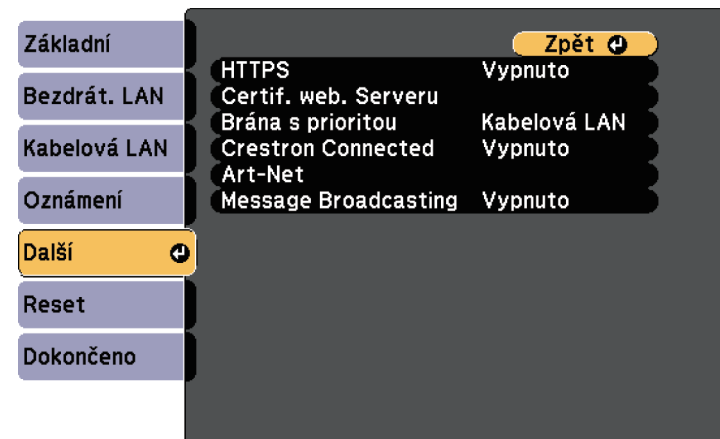 Základní
Bezdrát. LAN
Kabelová LAN
Oznámení
Další
Reset
Dokončeno
Zpět
HTTPS Vypnuto
Certif. web. Serveru
Brána s prioritou Kabelová LAN
Crestron Connected Vypnuto
Art-Net
Message Broadcasting Vypnuto